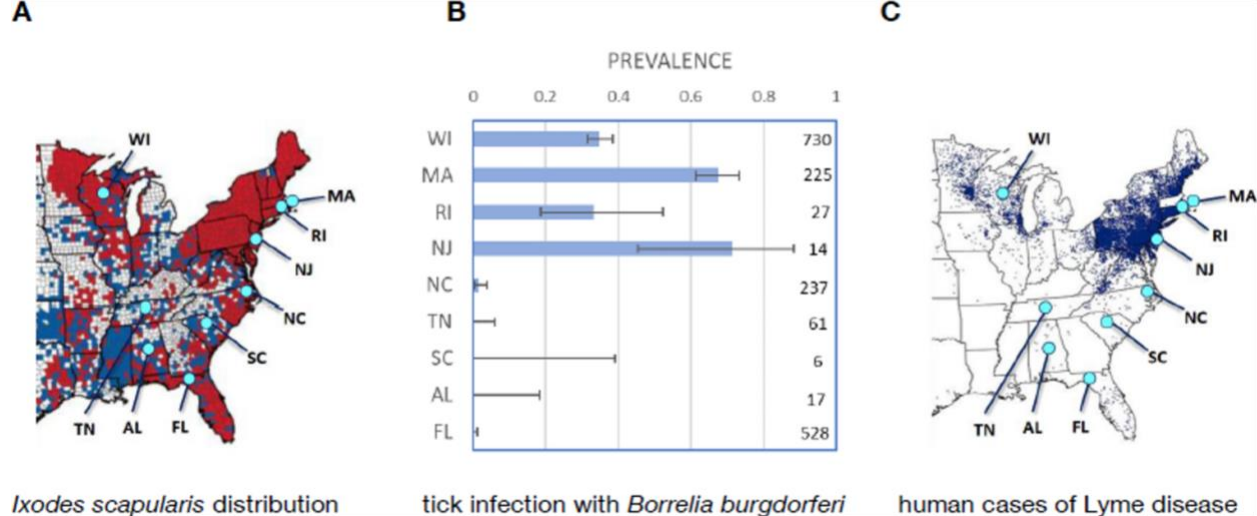 A
B
C
PREVALENCE
0 0.2 0.4 0.6 0.8 1
WI 730
MA 225
RI 27
NJ 14
NC 237
TN 61
SC 6
AL 17
FL 528
WI
MA
RI
NJ
NC
SC
TN AL FL
WI
MA
RI
NJ
NC
SC
TN AL FL
Ixodes scapularis distribution
tick infection with Borrelia burgdorferi
human cases of Lyme disease